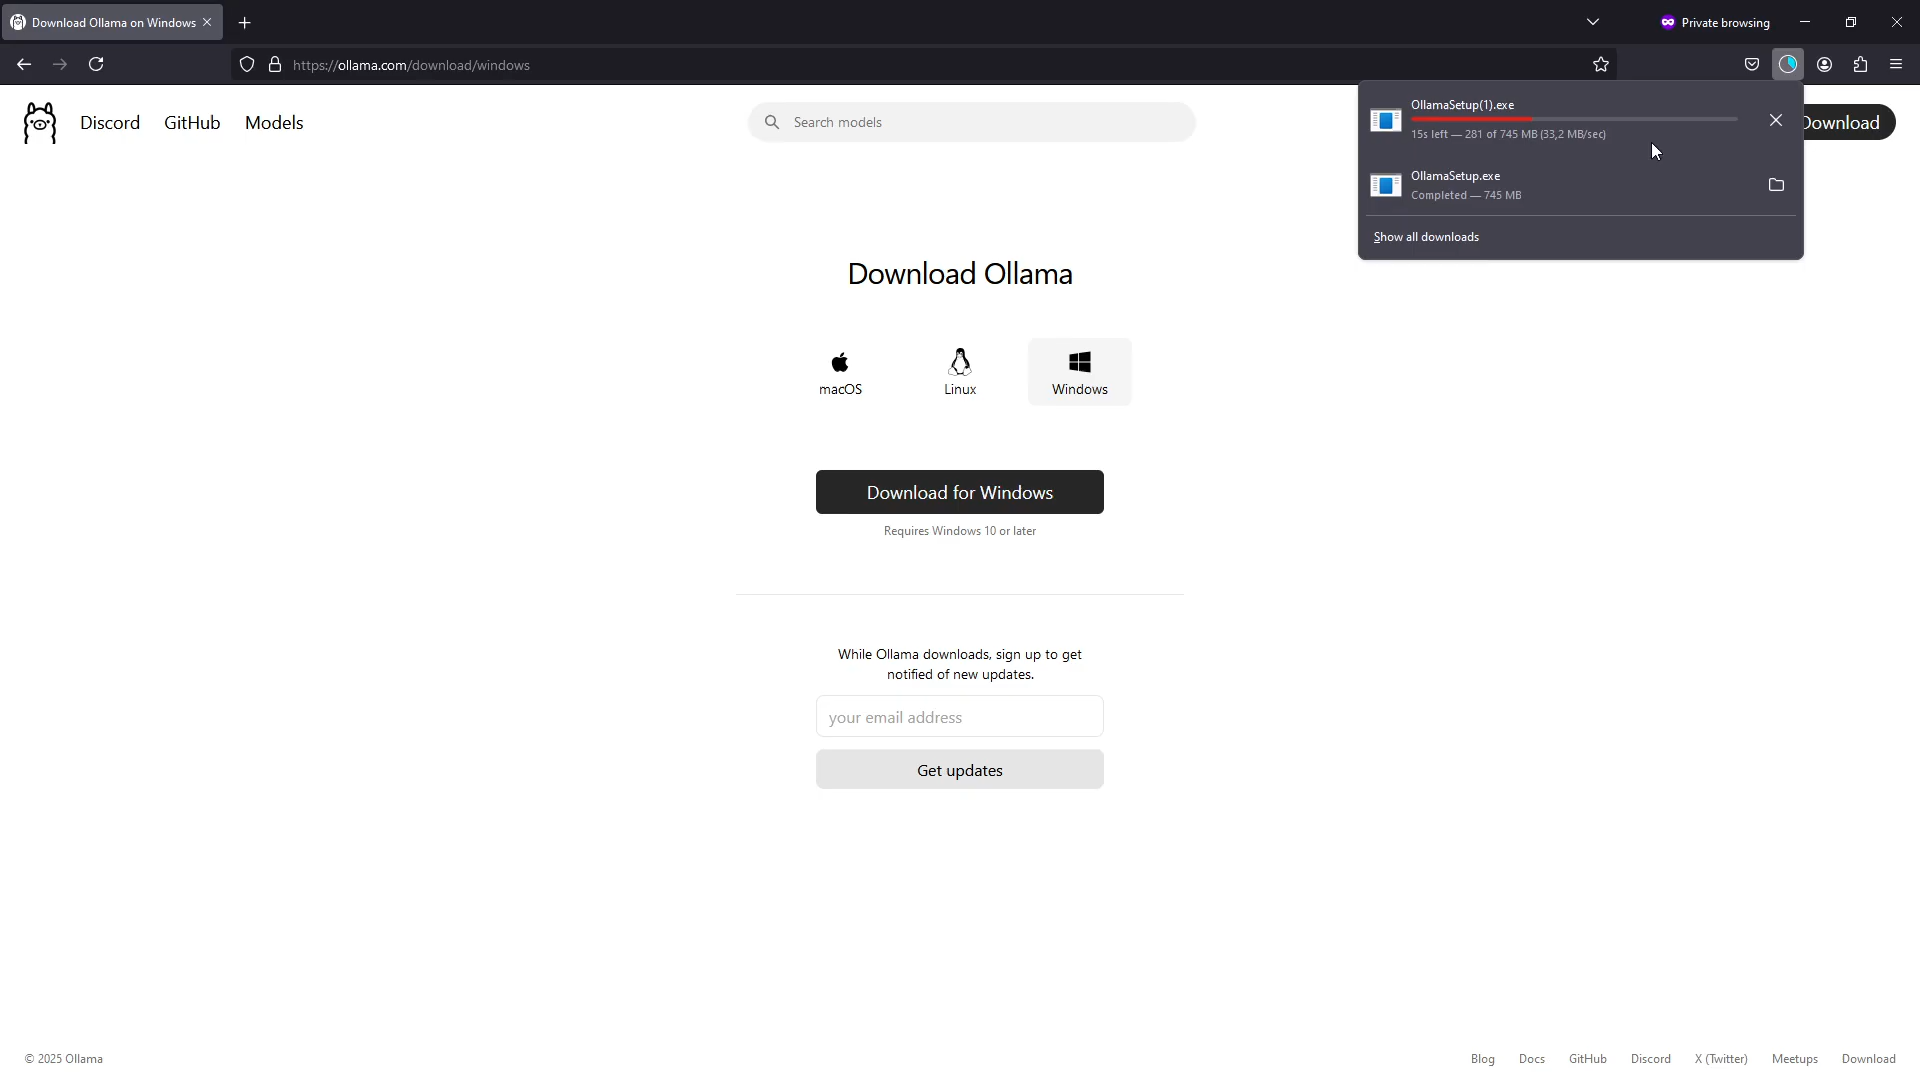 Download Ollama on Windows
Private browsing
https://ollama.com/download/windows
OllamaSetup(1).exe
15s left — 281 of 745 MB (33,2 MB/sec)
OllamaSetup.exe
Completed — 745 MB
Show all downloads
Discord GitHub Models
Search models
Download
Download Ollama
macOS Linux Windows
Download for Windows
Requires Windows 10 or later
While Ollama downloads, sign up to get
notified of new updates.
your email address
Get updates
© 2025 Ollama
Blog Docs GitHub Discord X (Twitter) Meetups Download